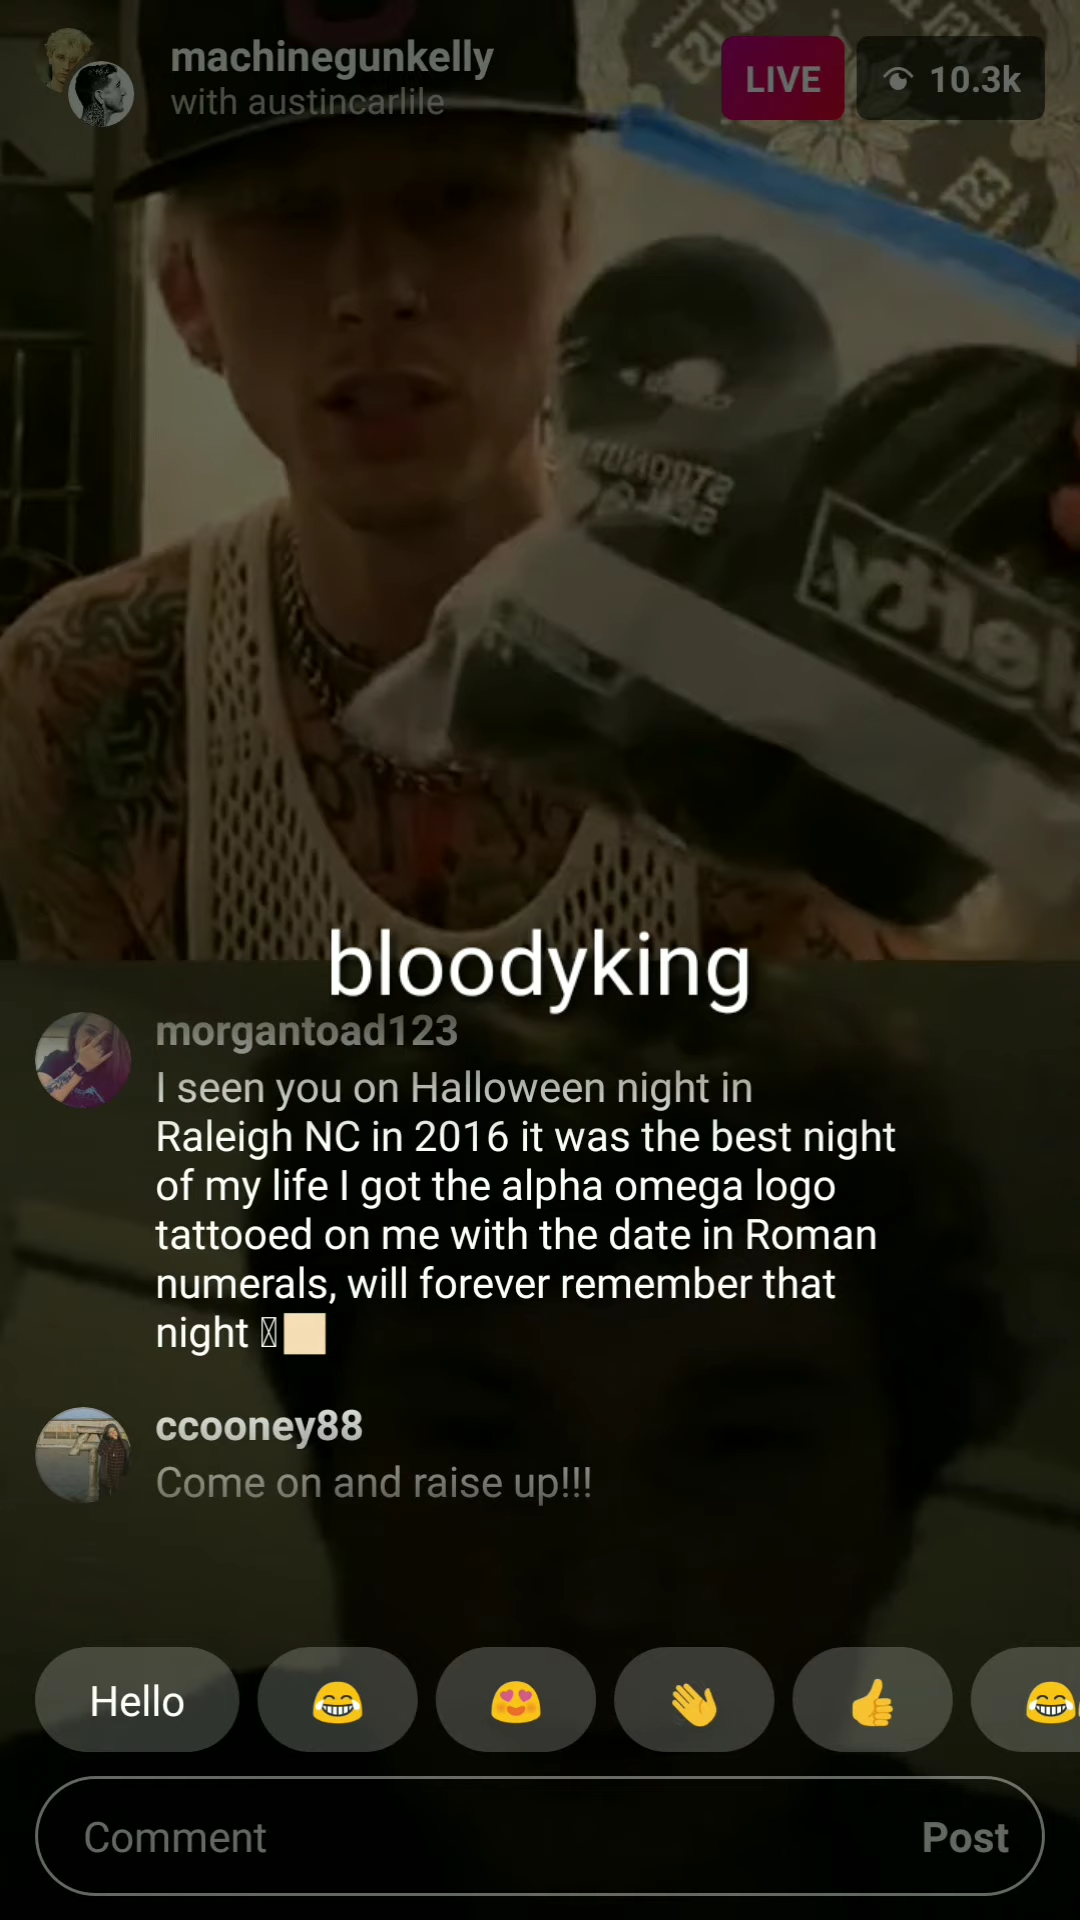 machinegunkelly
with austincarlile
LIVE
10.3k
bloodyking
morgantoad123
I seen you on Halloween night in
Raleigh NC in 2016 it was the best night
of my life I got the alpha omega logo
tattooed on me with the date in Roman
numerals, will forever remember that
night
ccooney88
Come on and raise up!!!
Hello
Comment
Post